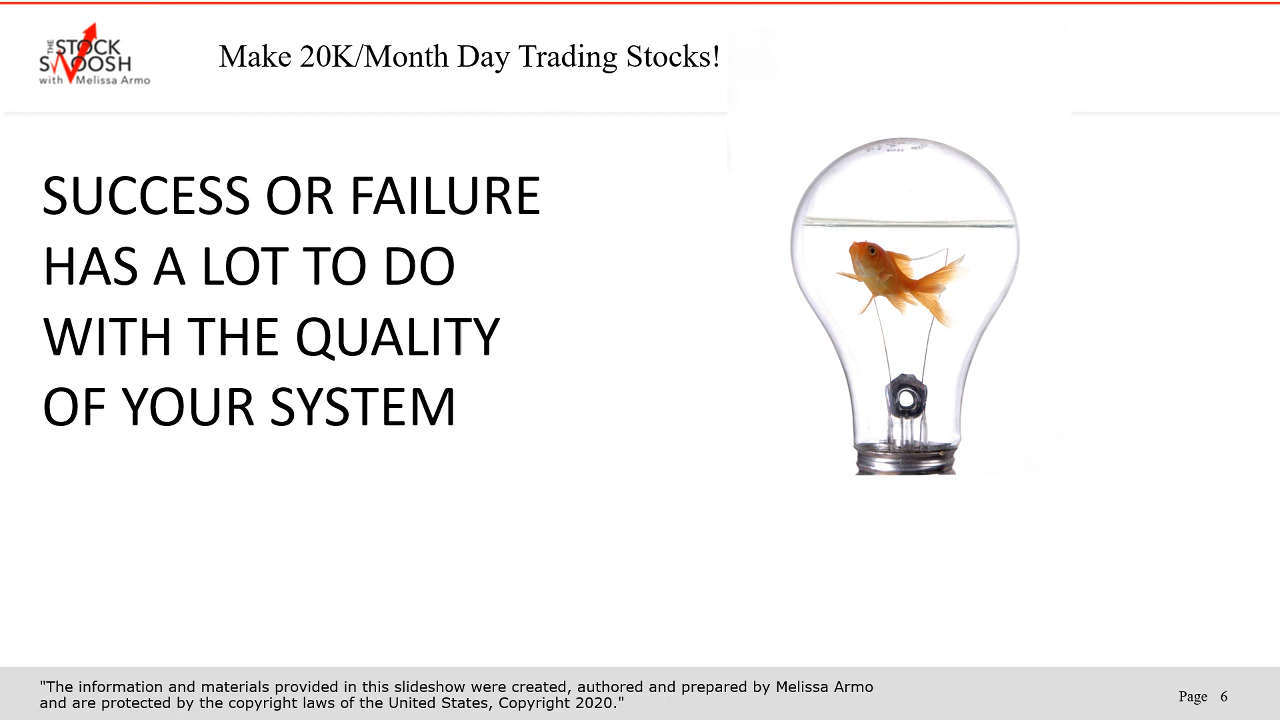 THE
STOCK
SWOOSH
with Melissa Armo
Make 20K/Month Day Trading Stocks!
SUCCESS OR FAILURE
HAS A LOT TO DO
WITH THE QUALITY
OF YOUR SYSTEM
"The information and materials provided in this slideshow were created, authored and prepared by Melissa Armo
and are protected by the copyright laws of the United States, Copyright 2020."
Page 6